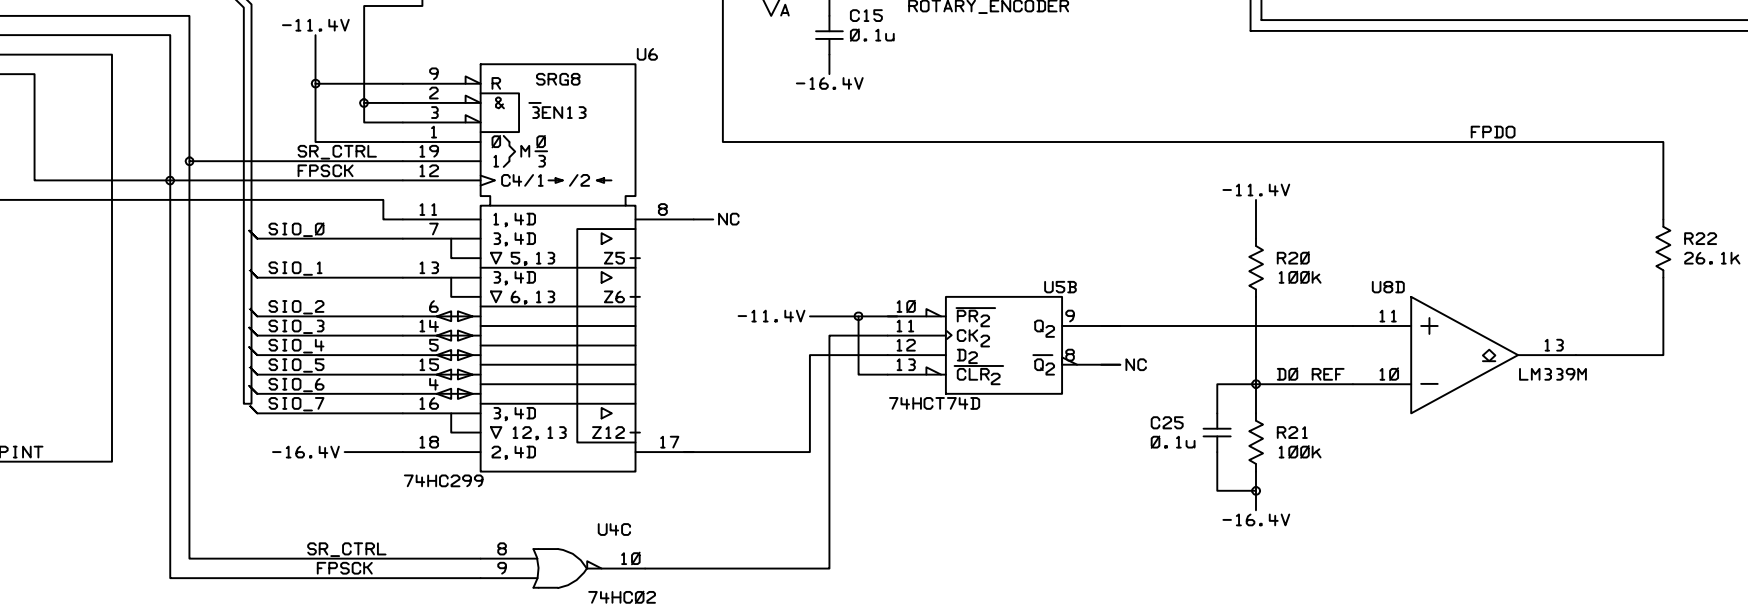 A
ROTARY_ENCODER
C15
0.1u
-16.4V
-11.4V
U6
SRG8
9
R
2
&
3EN13
3
1
0
M
0
3
SR_CTRL
19
1
FPSCK
12
C4/1→/2←
11
1,4D
8
NC
SIO_0
7
3,4D
5,13
Z5
SIO_1
13
3,4D
6,13
Z6
SIO_2
6
SIO_3
14
SIO_4
5
SIO_5
15
SIO_6
4
SIO_7
16
3,4D
12,13
Z12
-16.4V
18
2,4D
17
74HC299
PINT
U4C
SR_CTRL
8
FPSCK
9
10
74HC02
U5B
-11.4V
10
PR2
11
CK2
12
D2
13
CLR2
Q2
9
Q2
8
NC
74HCT74D
FPDO
-11.4V
R20
100k
D0 REF
C25
0.1u
R21
100k
-16.4V
U8D
11
+
10
-
13
LM339M
R22
26.1k